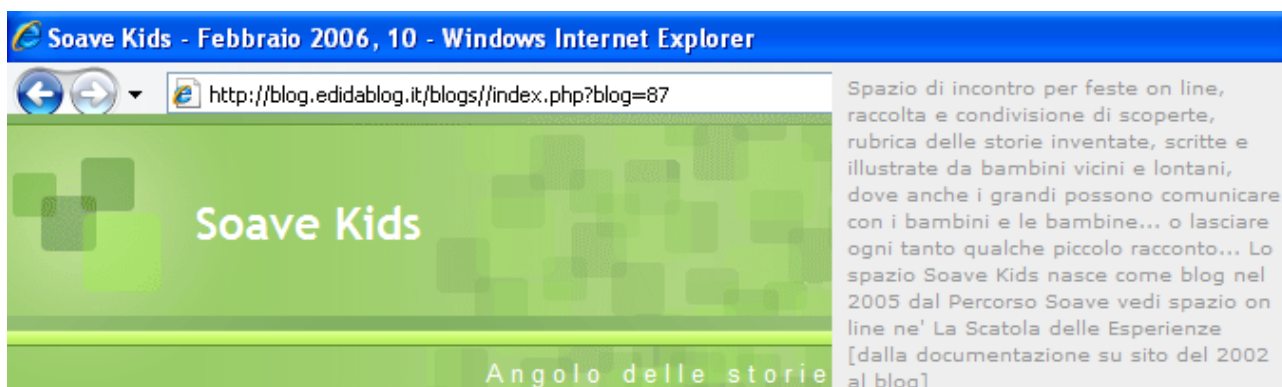 Soave Kids - Febbraio 2006, 10 - Windows Internet Explorer
http://blog.edidablog.it/blogs//index.php?blog=87
Soave Kids
Angolo delle storie
Spazio di incontro per feste on line,
raccolta e condivisione di scoperte,
rubrica delle storie inventate, scritte e
illustrate da bambini vicini e lontani,
dove anche i grandi possono comunicare
con i bambini e le bambine... o lasciare
ogni tanto qualche piccolo racconto... Lo
spazio Soave Kids nasce come blog nel
2005 dal Percorso Soave vedi spazio on
line ne' La Scatola delle Esperienze
[dalla documentazione su sito del 2002
al blog]